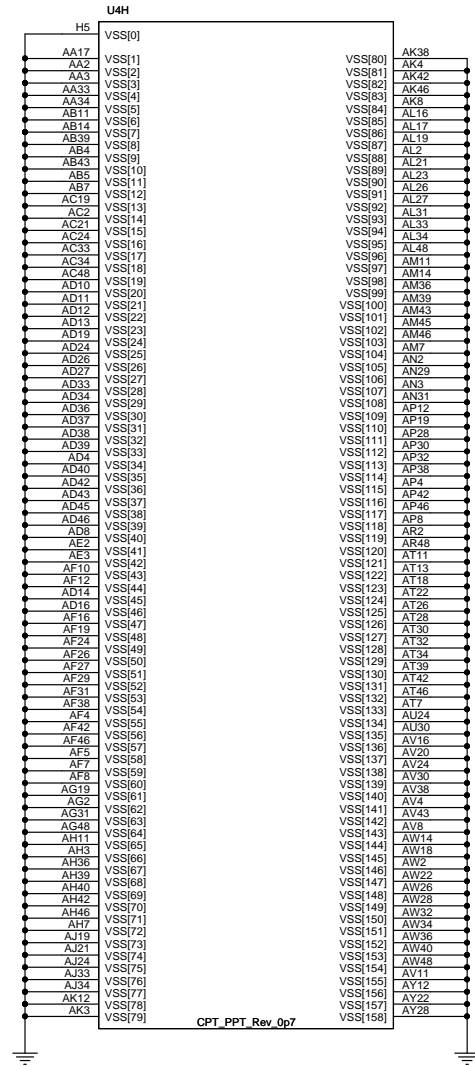 U4H
H5 VSS[0]
AA17 VSS[1]
AA2 VSS[2]
AA3 VSS[3]
AA33 VSS[4]
AA34 VSS[5]
AB11 VSS[6]
AB14 VSS[7]
AB39 VSS[8]
AB4 VSS[9]
AB43 VSS[10]
AB5 VSS[11]
AB7 VSS[12]
AC19 VSS[13]
AC2 VSS[14]
AC21 VSS[15]
AC24 VSS[16]
AC33 VSS[17]
AC34 VSS[18]
AC48 VSS[19]
AD10 VSS[20]
AD11 VSS[21]
AD12 VSS[22]
AD13 VSS[23]
AD19 VSS[24]
AD24 VSS[25]
AD26 VSS[26]
AD27 VSS[27]
AD33 VSS[28]
AD34 VSS[29]
AD36 VSS[30]
AD37 VSS[31]
AD38 VSS[32]
AD39 VSS[33]
AD4 VSS[34]
AD40 VSS[35]
AD42 VSS[36]
AD43 VSS[37]
AD45 VSS[38]
AD46 VSS[39]
AD8 VSS[40]
AE2 VSS[41]
AE3 VSS[42]
AF10 VSS[43]
AF12 VSS[44]
AD14 VSS[45]
AD16 VSS[46]
AF16 VSS[47]
AF19 VSS[48]
AF24 VSS[49]
AF26 VSS[50]
AF27 VSS[51]
AF29 VSS[52]
AF31 VSS[53]
AF38 VSS[54]
AF4 VSS[55]
AF42 VSS[56]
AF46 VSS[57]
AF5 VSS[58]
AF7 VSS[59]
AF8 VSS[60]
AG19 VSS[61]
AG2 VSS[62]
AG31 VSS[63]
AG48 VSS[64]
AH11 VSS[65]
AH3 VSS[66]
AH36 VSS[67]
AH39 VSS[68]
AH40 VSS[69]
AH42 VSS[70]
AH46 VSS[71]
AH7 VSS[72]
AJ19 VSS[73]
AJ21 VSS[74]
AJ24 VSS[75]
AJ33 VSS[76]
AJ34 VSS[77]
AK12 VSS[78]
AK3 VSS[79]
VSS[80] AK38
VSS[81] AK4
VSS[82] AK42
VSS[83] AK46
VSS[84] AK8
VSS[85] AL16
VSS[86] AL17
VSS[87] AL19
VSS[88] AL2
VSS[89] AL21
VSS[90] AL23
VSS[91] AL26
VSS[92] AL27
VSS[93] AL31
VSS[94] AL33
VSS[95] AL34
VSS[96] AL48
VSS[97] AM11
VSS[98] AM14
VSS[99] AM36
VSS[100] AM39
VSS[101] AM43
VSS[102] AM45
VSS[103] AM46
VSS[104] AM7
VSS[105] AN2
VSS[106] AN29
VSS[107] AN3
VSS[108] AN31
VSS[109] AP12
VSS[110] AP19
VSS[111] AP28
VSS[112] AP30
VSS[113] AP32
VSS[114] AP38
VSS[115] AP4
VSS[116] AP42
VSS[117] AP46
VSS[118] AP8
VSS[119] AR2
VSS[120] AR48
VSS[121] AT11
VSS[122] AT13
VSS[123] AT18
VSS[124] AT22
VSS[125] AT26
VSS[126] AT28
VSS[127] AT30
VSS[128] AT32
VSS[129] AT34
VSS[130] AT39
VSS[131] AT42
VSS[132] AT46
VSS[133] AT7
VSS[134] AU24
VSS[135] AU30
VSS[136] AV16
VSS[137] AV20
VSS[138] AV24
VSS[139] AV30
VSS[140] AV38
VSS[141] AV4
VSS[142] AV43
VSS[143] AV8
VSS[144] AW14
VSS[145] AW18
VSS[146] AW2
VSS[147] AW22
VSS[148] AW26
VSS[149] AW28
VSS[150] AW32
VSS[151] AW34
VSS[152] AW36
VSS[153] AW40
VSS[154] AW48
VSS[155] AV11
VSS[156] AY12
VSS[157] AY22
VSS[158] AY28
CPT_PPT_Rev_0p7